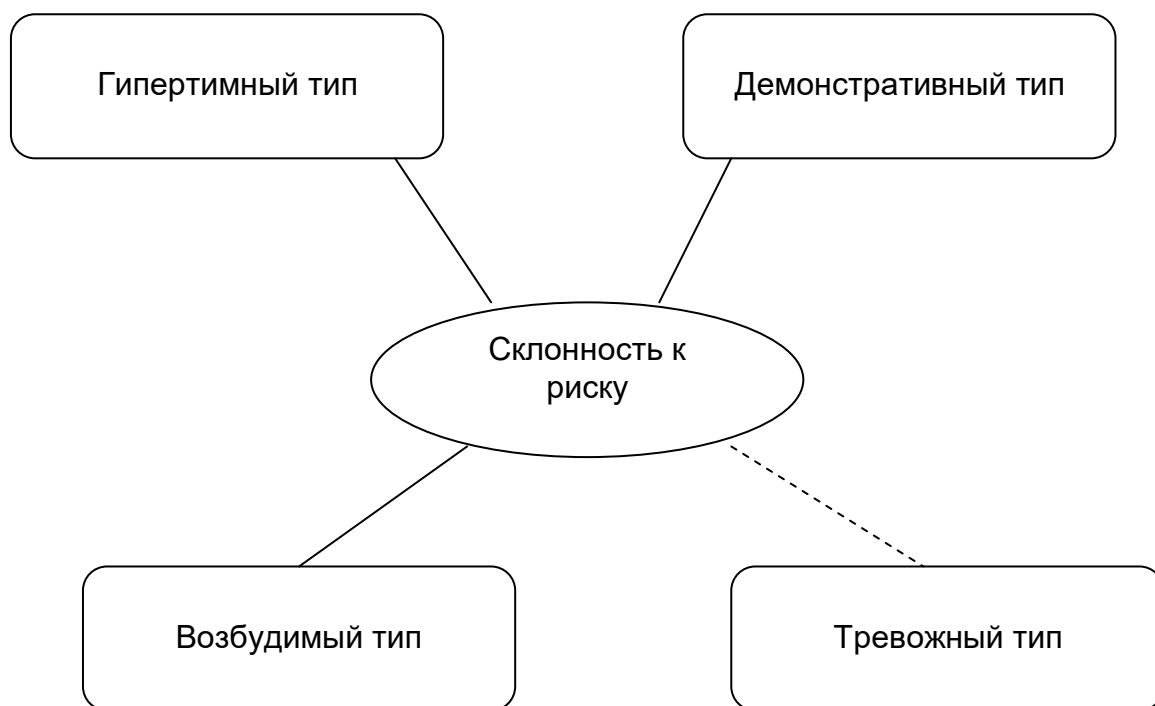 Гипертимный тип
Демонстративный тип
Склонность к
риску
Возбудимый тип
Тревожный тип